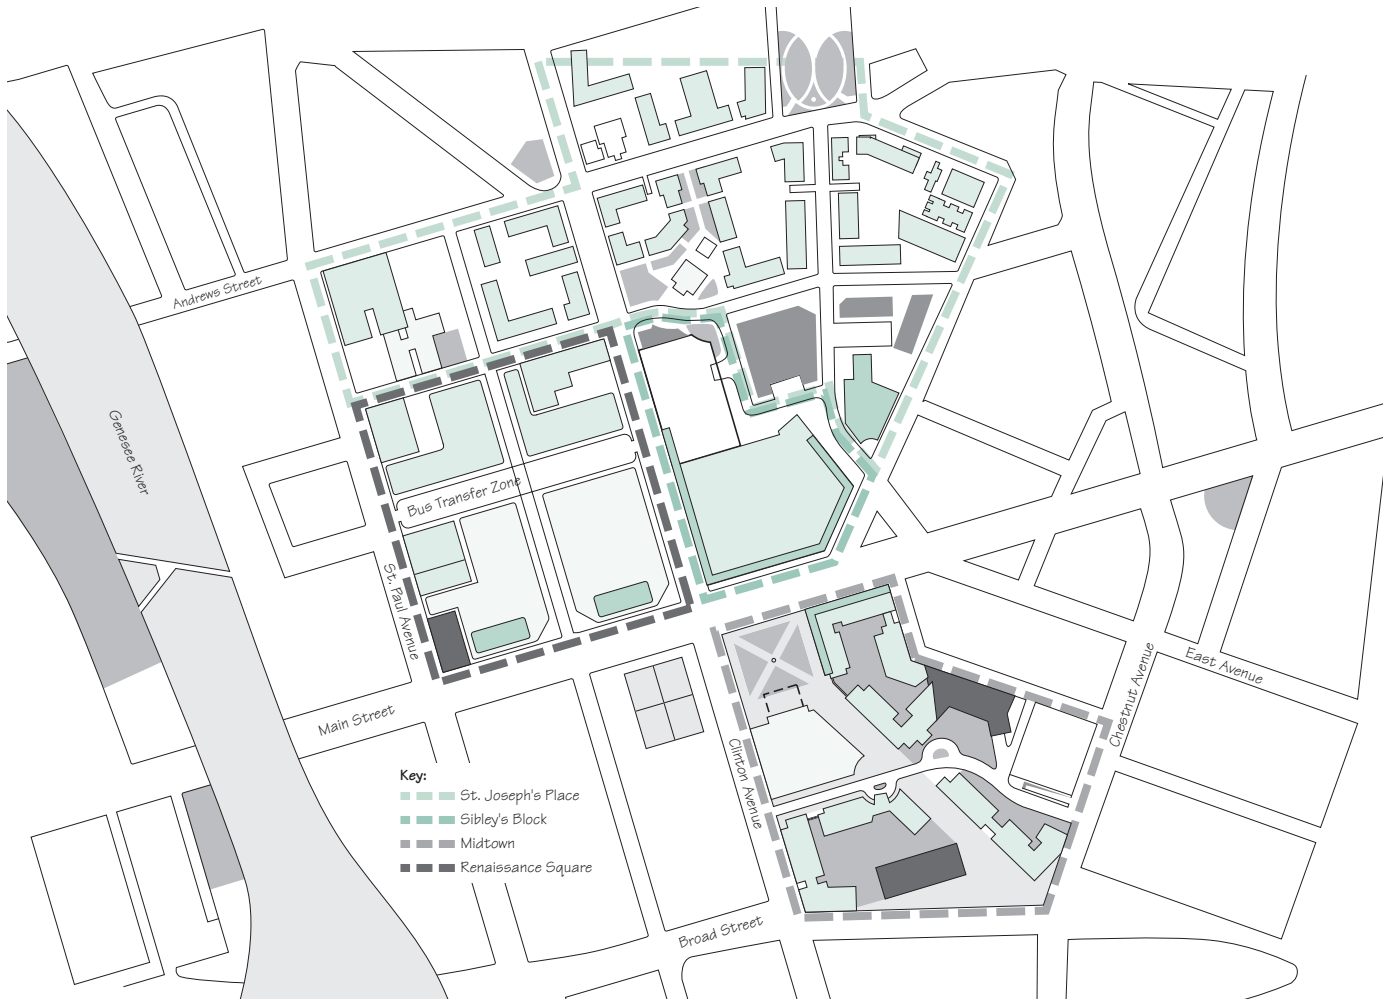 Andrews Street
Genesee River
Bus Transfer Zone
St. Paul Avenue
Main Street
East Avenue
Chestnut Avenue
Clinton Avenue
Key:
St. Joseph's Place
Sibley's Block
Midtown
Renaissance Square
Broad Street